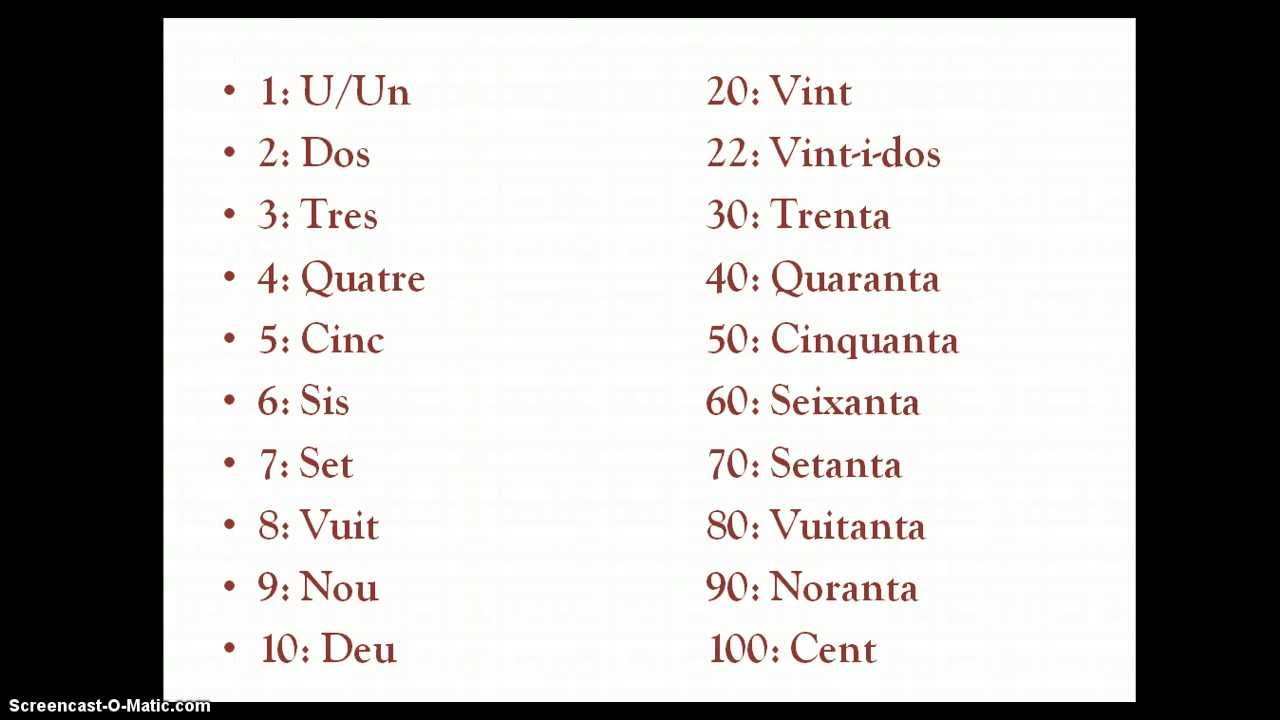 • 1: U/Un
• 2: Dos
• 3: Tres
• 4: Quatre
• 5: Cinc
• 6: Sis
• 7: Set
• 8: Vuit
• 9: Nou
• 10: Deu
20: Vint
22: Vint-i-dos
30: Trenta
40: Quaranta
50: Cinquanta
60: Seixanta
70: Setanta
80: Vuitanta
90: Noranta
100: Cent
Screencast-O-Matic.com